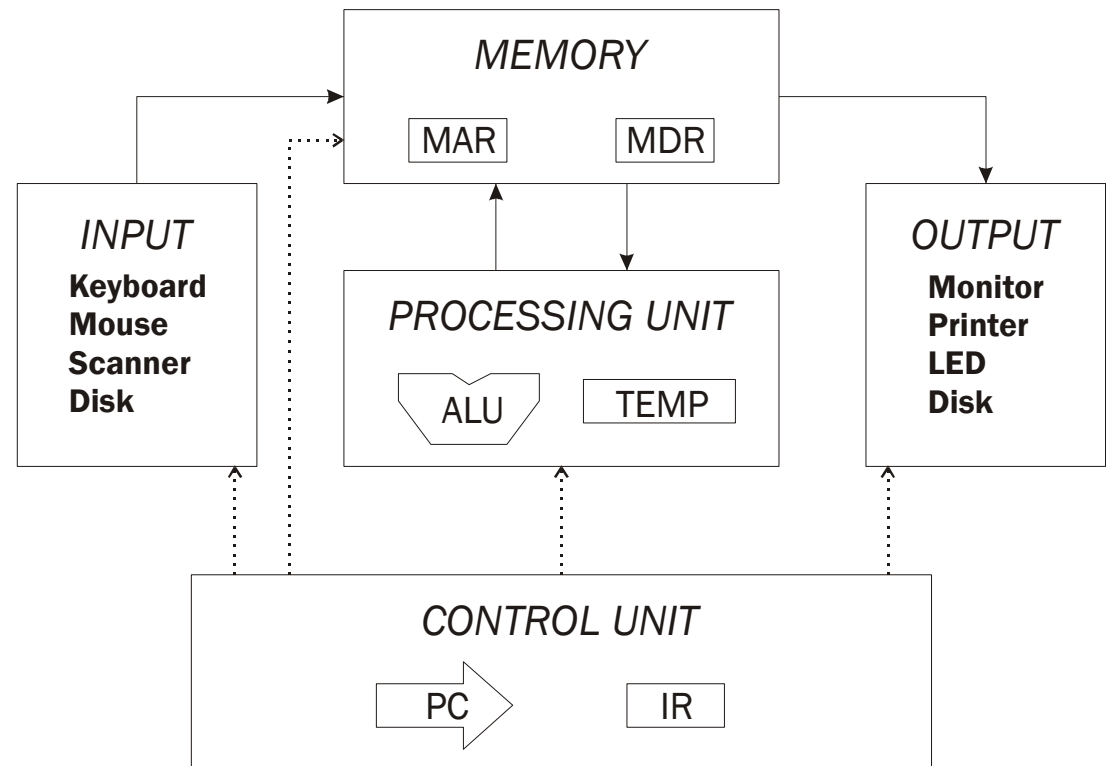 MEMORY
MAR
MDR
INPUT
Keyboard
Mouse
Scanner
Disk
PROCESSING UNIT
ALU
TEMP
OUTPUT
Monitor
Printer
LED
Disk
CONTROL UNIT
PC
IR